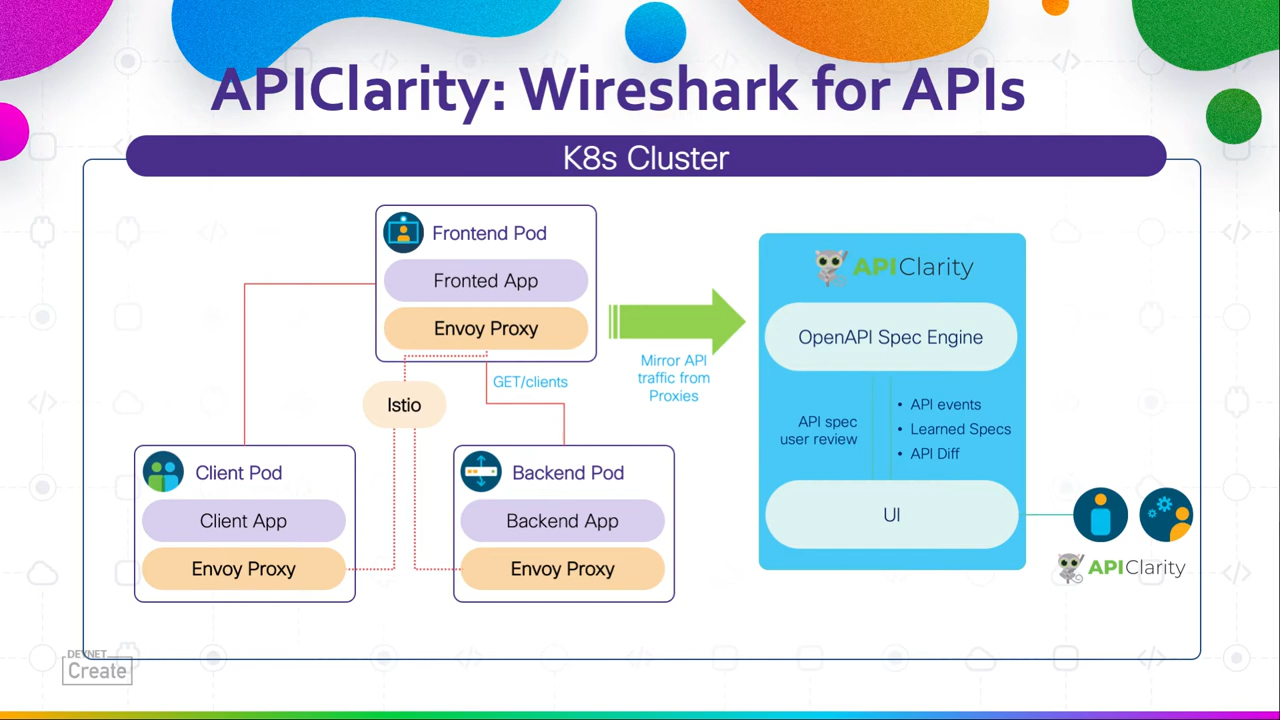 APIClarity: Wireshark for APIs
K8s Cluster
Frontend Pod
Fronted App
Envoy Proxy
GET/clients
Istio
Client Pod
Client App
Envoy Proxy
Backend Pod
Backend App
Envoy Proxy
Mirror API
traffic from
Proxies
APIClarity
OpenAPI Spec Engine
API spec
user review
• API events
• Learned Specs
• API Diff
UI
APIClarity
DEVNET
Create